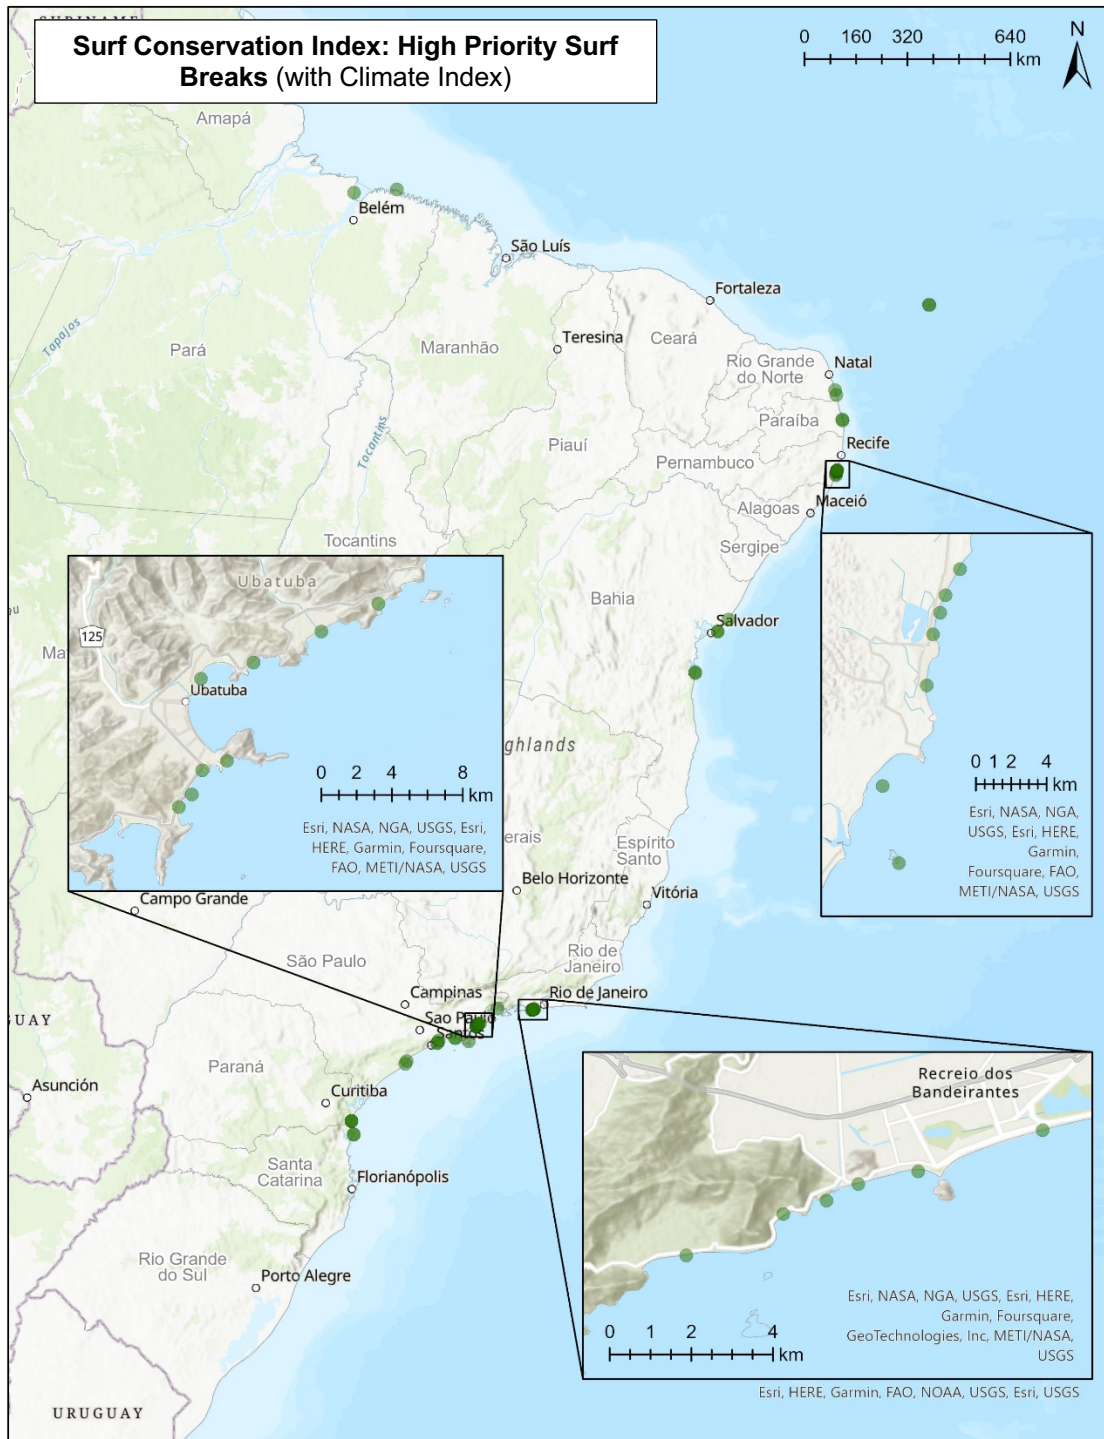 SURINAME
Surf Conservation Index: High Priority Surf
Breaks (with Climate Index)
0 160 320 640
km
N
Amapá
Belém
São Luís
Fortaleza
Tapajos
Pará
Maranhão
Teresina
Ceará
Rio Grande
do Norte
Natal
Paraíba
Tocantins
Piauí
Recife
Pernambuco
Maceió
Alagoas
Tocantins
Sergipe
Bahia
Salvador
Ubatuba
125
Ubatuba
0 2 4 8
km
Esri, NASA, NGA, USGS, Esri,
HERE, Garmin, Foursquare,
FAO, METI/NASA, USGS
0 1 2 4
km
Esri, NASA, NGA,
USGS, Esri, HERE,
Garmin,
Foursquare, FAO,
METI/NASA, USGS
ghlands
erais
Espírito
Santo
Belo Horizonte
Vitória
Campo Grande
São Paulo
Rio de
Janeiro
Campinas
Rio de Janeiro
Sao Paulo
Santos
GUAY
Paraná
Asunción
Curitiba
Santa
Catarina
Florianópolis
Rio Grande
do Sul
Porto Alegre
URUGUAY
Recreio dos
Bandeirantes
Esri, NASA, NGA, USGS, Esri, HERE,
Garmin, Foursquare,
GeoTechnologies, Inc, METI/NASA,
USGS
0 1 2 4
km
Esri, HERE, Garmin, FAO, NOAA, USGS, Esri, USGS